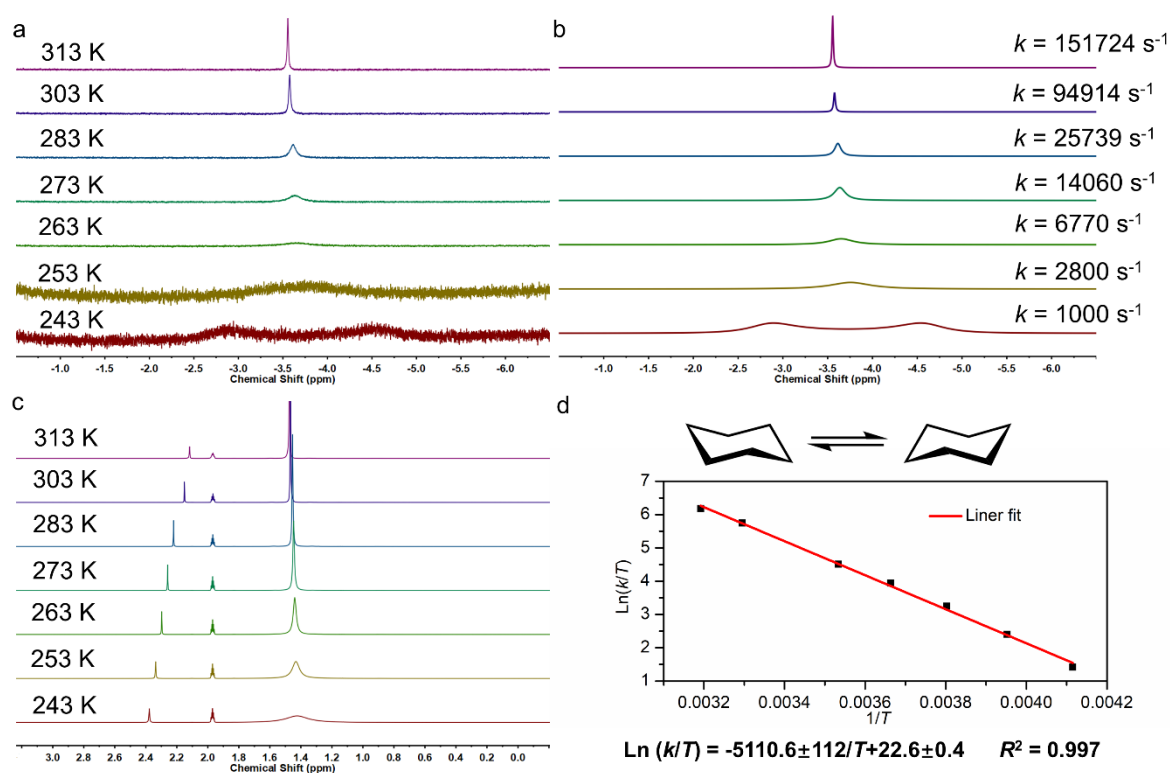 a
313 K
303 K
283 K
273 K
263 K
253 K
243 K
-1.0 -1.5 -2.0 -2.5 -3.0 -3.5 -4.0 -4.5 -5.0 -5.5 -6.0
Chemical Shift (ppm)
b
k = 151724 s-1
k = 94914 s-1
k = 25739 s-1
k = 14060 s-1
k = 6770 s-1
k = 2800 s-1
k = 1000 s-1
-1.0 -1.5 -2.0 -2.5 -3.0 -3.5 -4.0 -4.5 -5.0 -5.5 -6.0
Chemical Shift (ppm)
c
313 K
303 K
283 K
273 K
263 K
253 K
243 K
3.0 2.8 2.6 2.4 2.2 2.0 1.8 1.6 1.4 1.2 1.0 0.8 0.6 0.4 0.2 0.0 -0.2
Chemical Shift (ppm)
d
7
6
5
4
3
2
1
Ln(k/T)
Liner fit
0.0032 0.0034 0.0036 0.0038 0.0040 0.0042
1/T
Ln (k/T) = -5110.6±112/T+22.6±0.4 R2 = 0.997